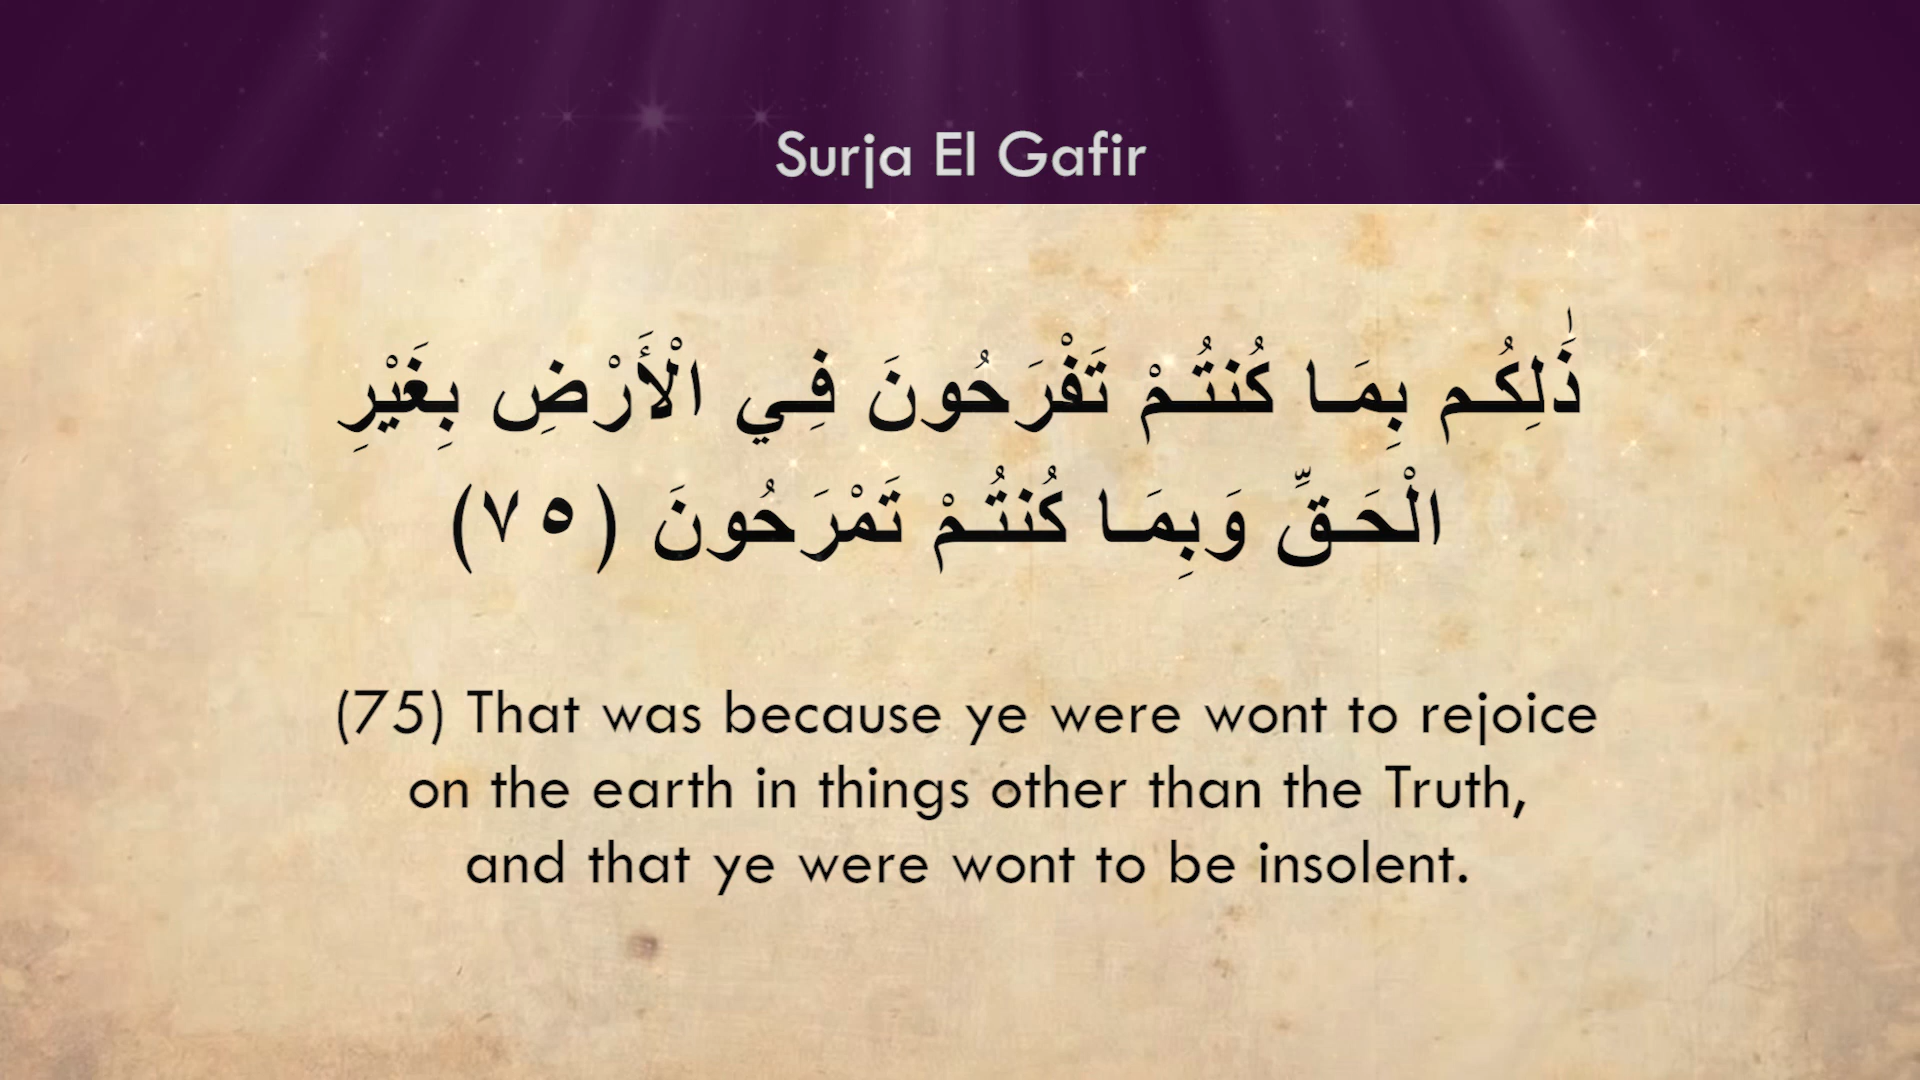 Surja El Gafir
ذَٰلِكُم بِمَا كُنتُمْ تَفْرَحُونَ فِي الْأَرْضِ بِغَيْرِ
الْحَقِّ وَبِمَا كُنتُمْ تَمْرَحُونَ (٧٥)
(75) That was because ye were wont to rejoice
on the earth in things other than the Truth,
and that ye were wont to be insolent.